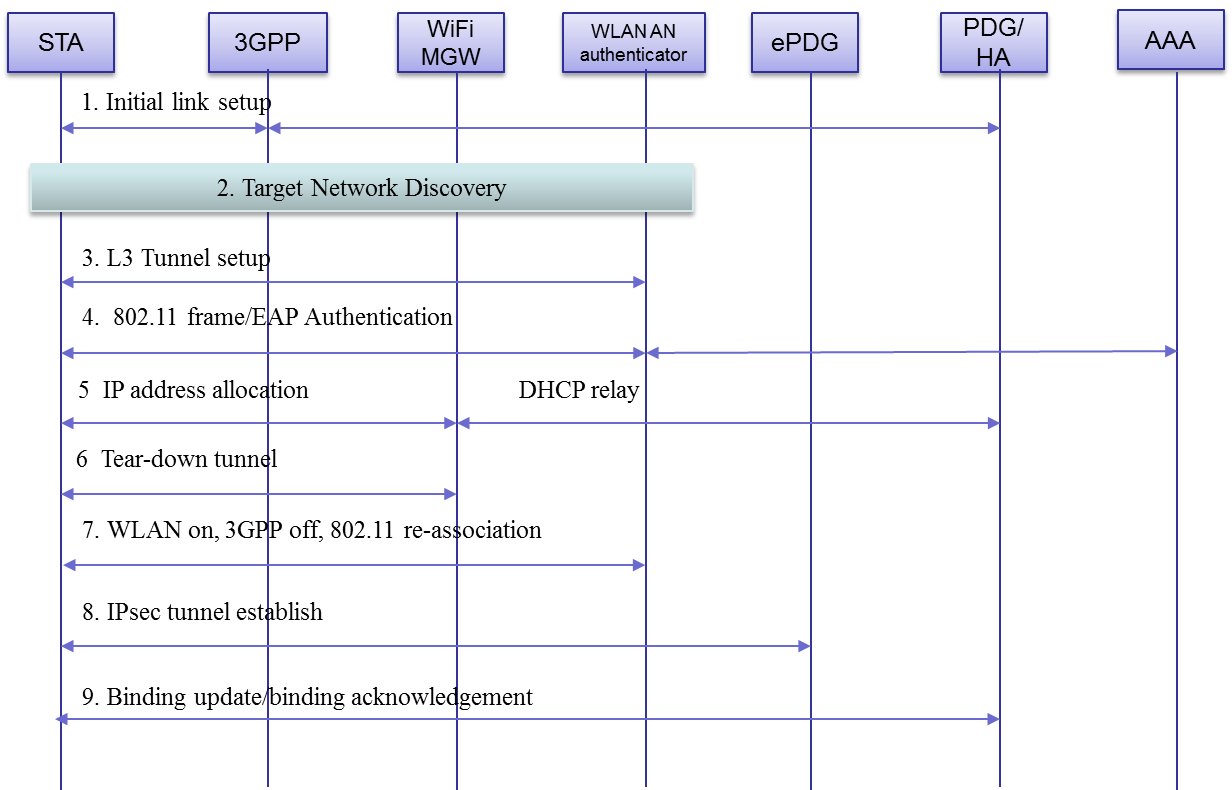 STA
3GPP
WiFi
MGW
WLAN AN
authenticator
ePDG
PDG/
HA
AAA
1. Initial link setup
2. Target Network Discovery
3. L3 Tunnel setup
4. 802.11 frame/EAP Authentication
5 IP address allocation
DHCP relay
6 Tear-down tunnel
7. WLAN on, 3GPP off, 802.11 re-association
8. IPsec tunnel establish
9. Binding update/binding acknowledgement